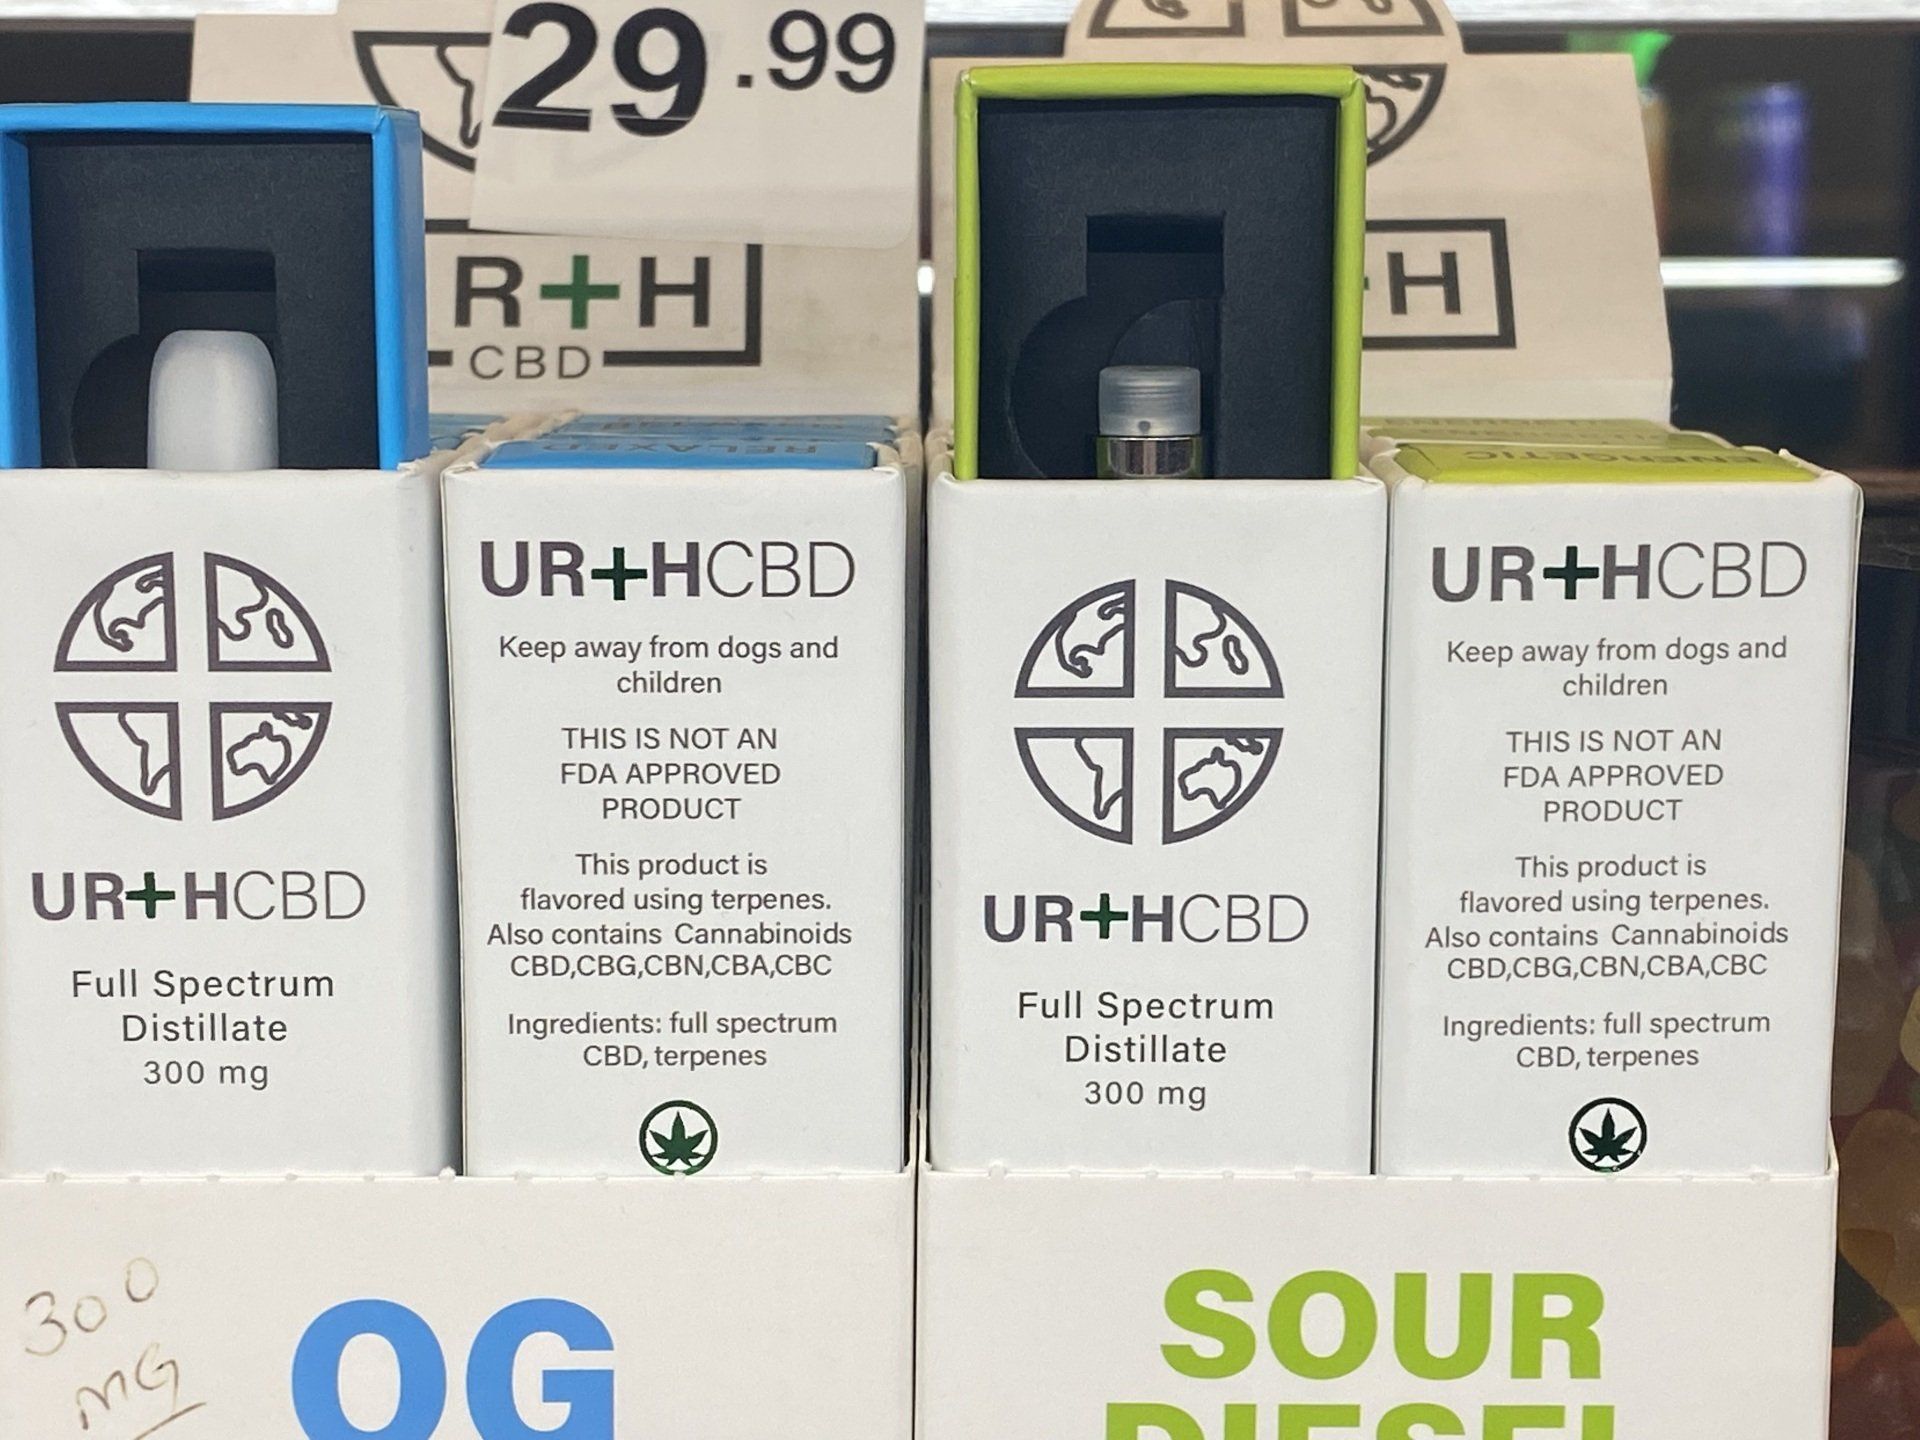 29.99
R+H
CBD
+H
RELAXED
ENERGETIC
UR+HCBD
Full Spectrum
Distillate
300 mg
UR+HCBD
Keep away from dogs and
children
THIS IS NOT AN
FDA APPROVED
PRODUCT
This product is
flavored using terpenes.
Also contains Cannabinoids
CBD,CBG,CBN,CBA,CBC
Ingredients: full spectrum
CBD, terpenes
UR+HCBD
Full Spectrum
Distillate
300 mg
UR+HCBD
Keep away from dogs and
children
THIS IS NOT AN
FDA APPROVED
PRODUCT
This product is
flavored using terpenes.
Also contains Cannabinoids
CBD,CBG,CBN,CBA,CBC
Ingredients: full spectrum
CBD, terpenes
300
MG
OG
SOUR
DIESEL